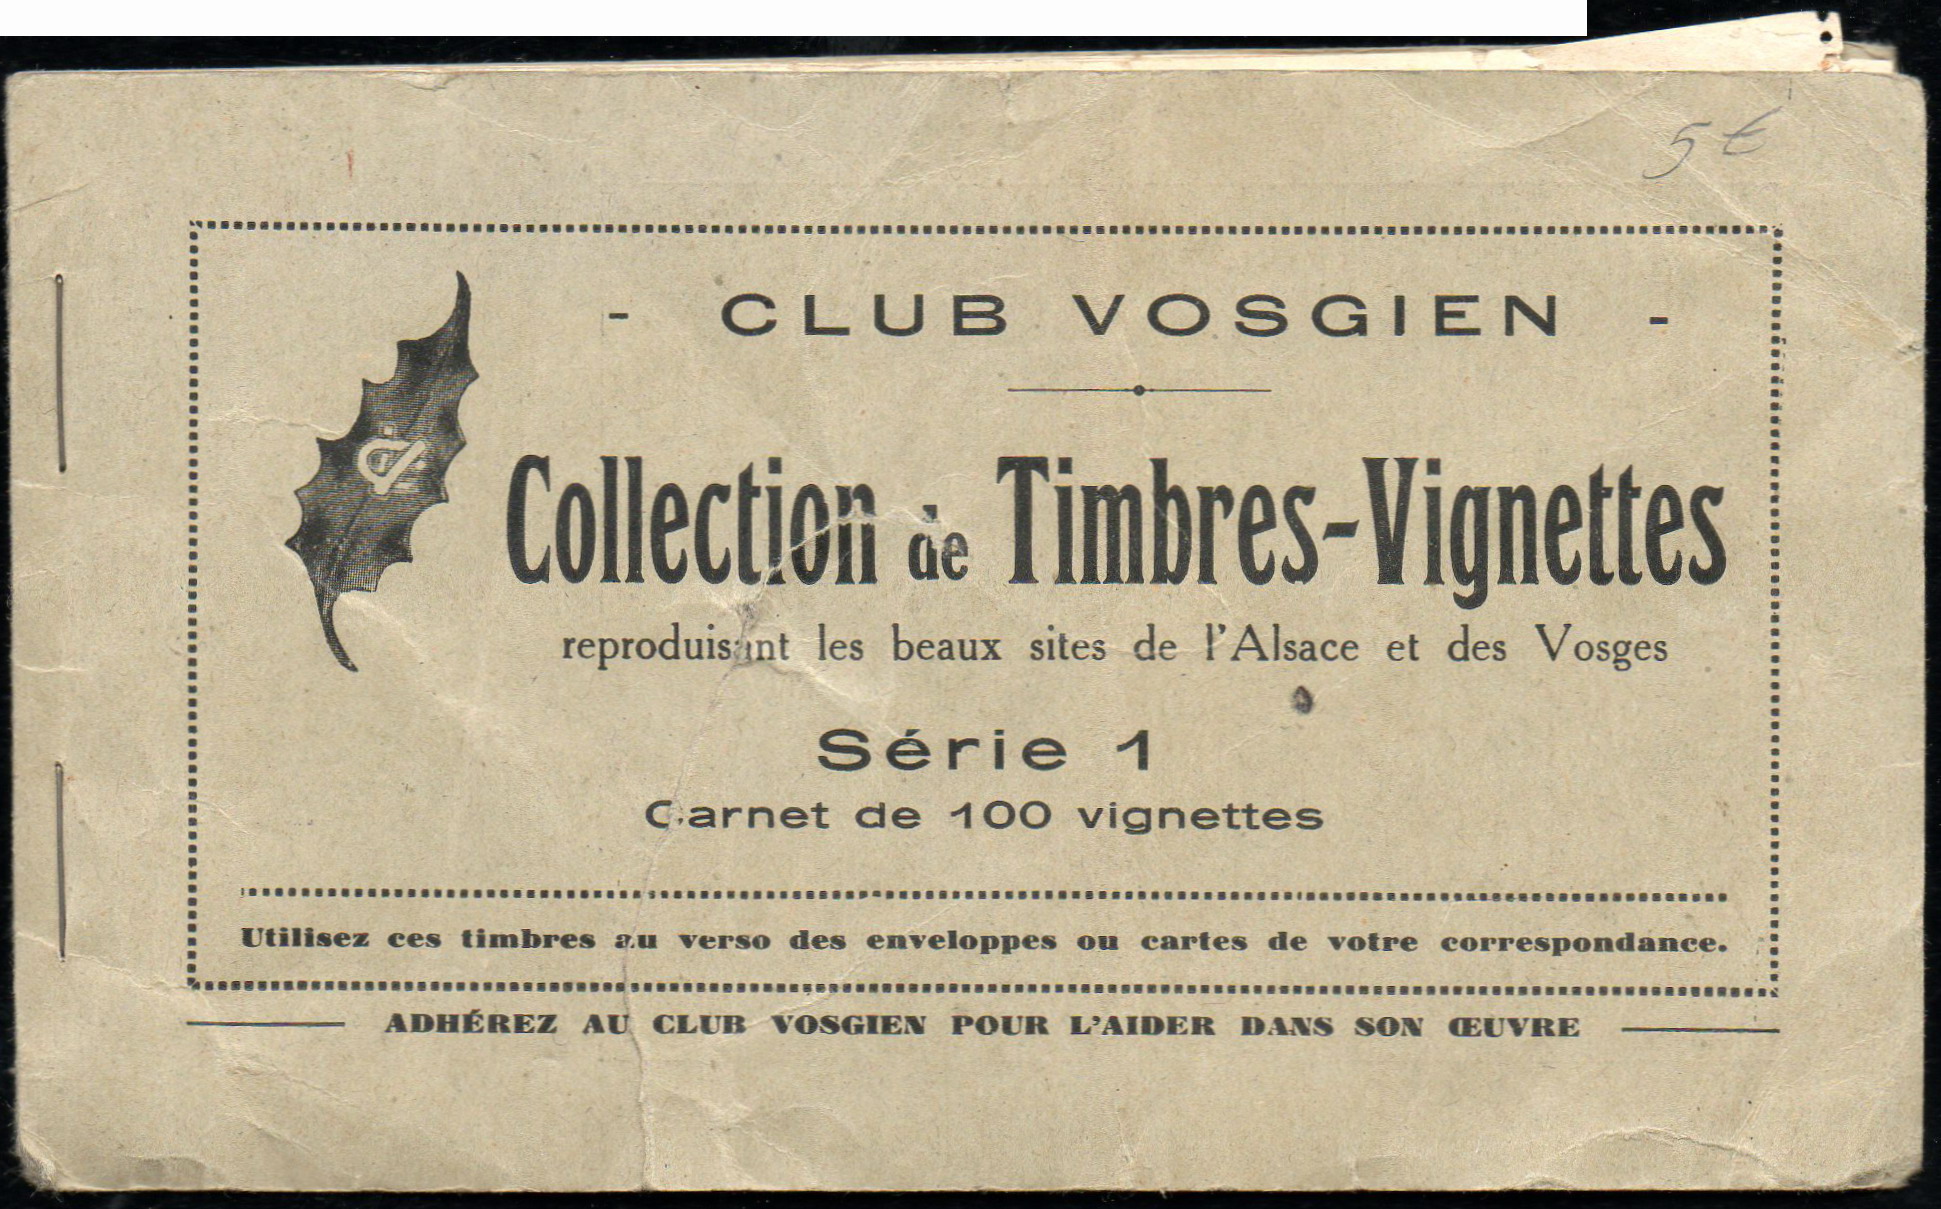 5€
- CLUB VOSGIEN -
Collection de Timbres-Vignettes
reproduisant les beaux sites de l'Alsace et des Vosges
Série 1
Carnet de 100 vignettes
Utilisez ces timbres au verso des enveloppes ou cartes de votre correspondance.
ADHÉREZ AU CLUB VOSGIEN POUR L'AIDER DANS SON ŒUVRE